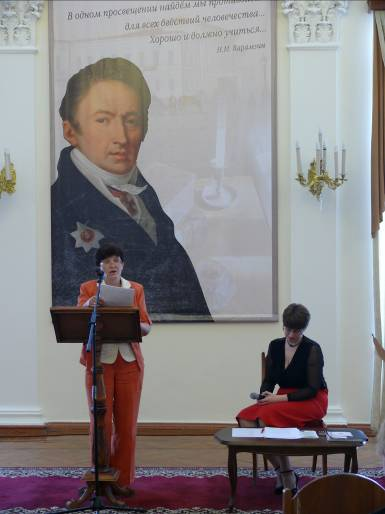 В одном просвещении найдём мы
для всех бедствий человечества...
Хорошо и должно учиться...
Н.М. Карамзин